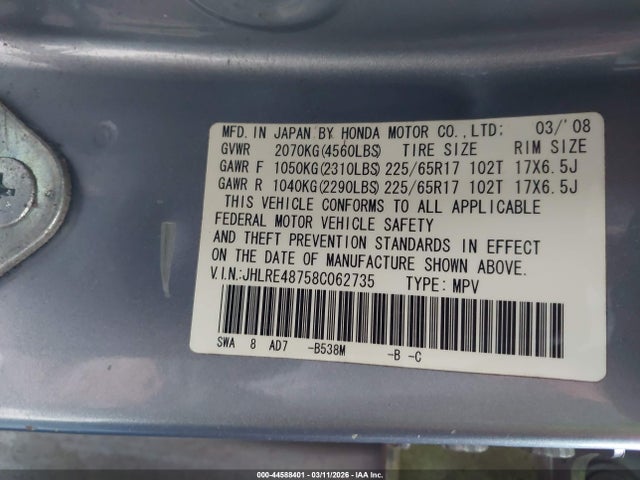 MFD. IN JAPAN BY HONDA MOTOR CO., LTD; 03/'08
GVWR 2070KG(4560LBS) TIRE SIZE RIM SIZE
GAWR F 1050KG(2310LBS) 225/65R17 102T 17X6.5J
GAWR R 1040KG(2290LBS) 225/65R17 102T 17X6.5J
THIS VEHICLE CONFORMS TO ALL APPLICABLE
FEDERAL MOTOR VEHICLE SAFETY
AND THEFT PREVENTION STANDARDS IN EFFECT
ON THE DATE OF MANUFACTURE SHOWN ABOVE.
V.I.N:JHLRE48758C062735 TYPE: MPV
SWA 8 AD7 -B538M -B -C
000-44588401 - 03/11/2026 - IAA Inc.